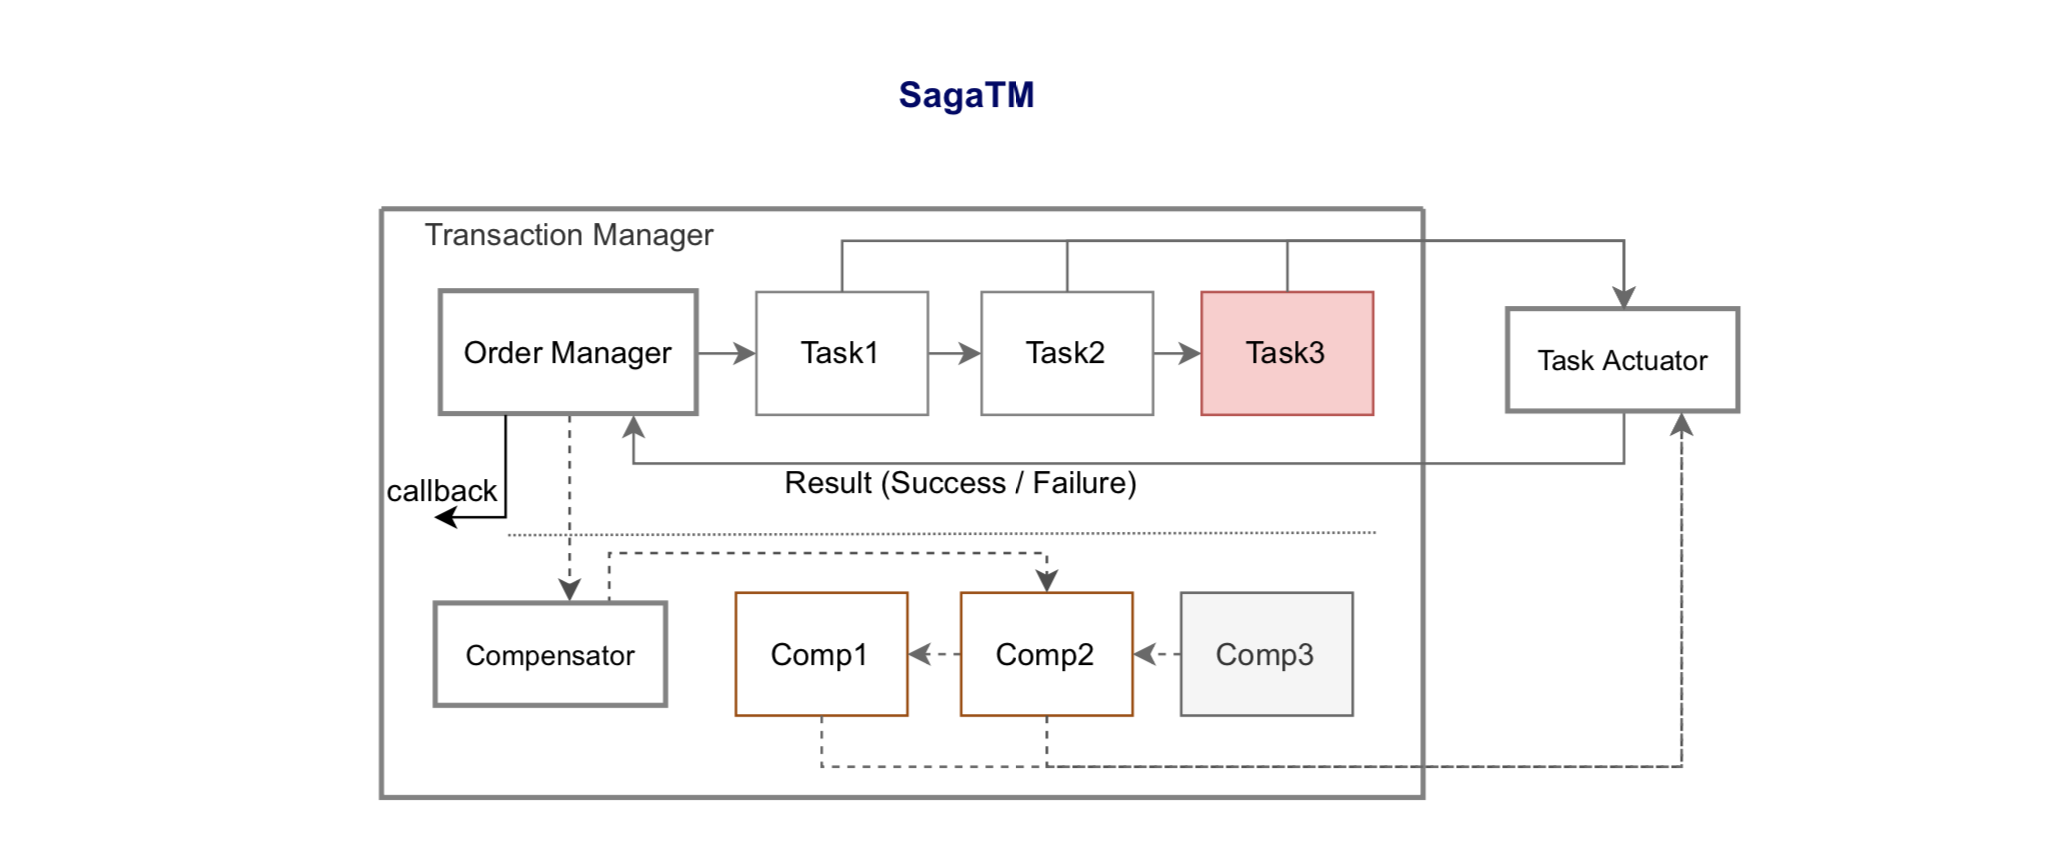 SagaTM
Transaction Manager
Order Manager
Task1
Task2
Task3
Task Actuator
callback
Result (Success / Failure)
Compensator
Comp1
Comp2
Comp3